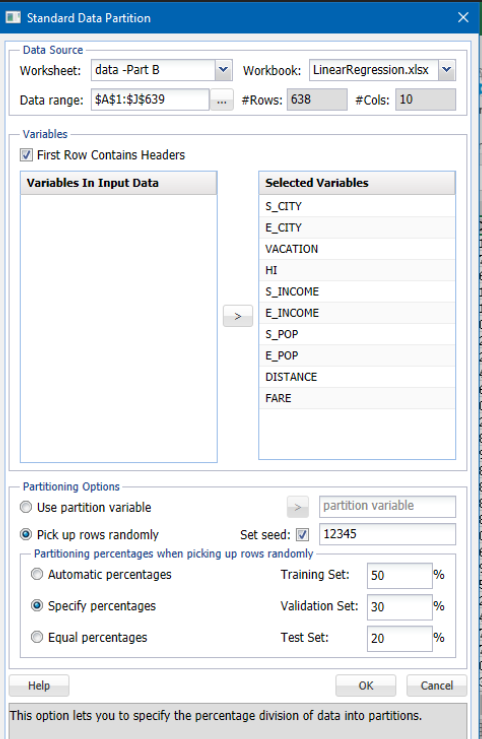 Standard Data Partition
Data Source
Worksheet: data -Part B Workbook: LinearRegression.xlsx
Data range: $A$1:$J$639 ... #Rows: 638 #Cols: 10
Variables
First Row Contains Headers
Variables In Input Data Selected Variables
S_CITY
E_CITY
VACATION
HI
S_INCOME
E_INCOME
S_POP
E_POP
DISTANCE
FARE
>
Partitioning Options
Use partition variable > partition variable
Pick up rows randomly Set seed: 12345
Partitioning percentages when picking up rows randomly
Automatic percentages Training Set: 50 %
Specify percentages Validation Set: 30 %
Equal percentages Test Set: 20 %
Help OK Cancel
This option lets you to specify the percentage division of data into partitions.